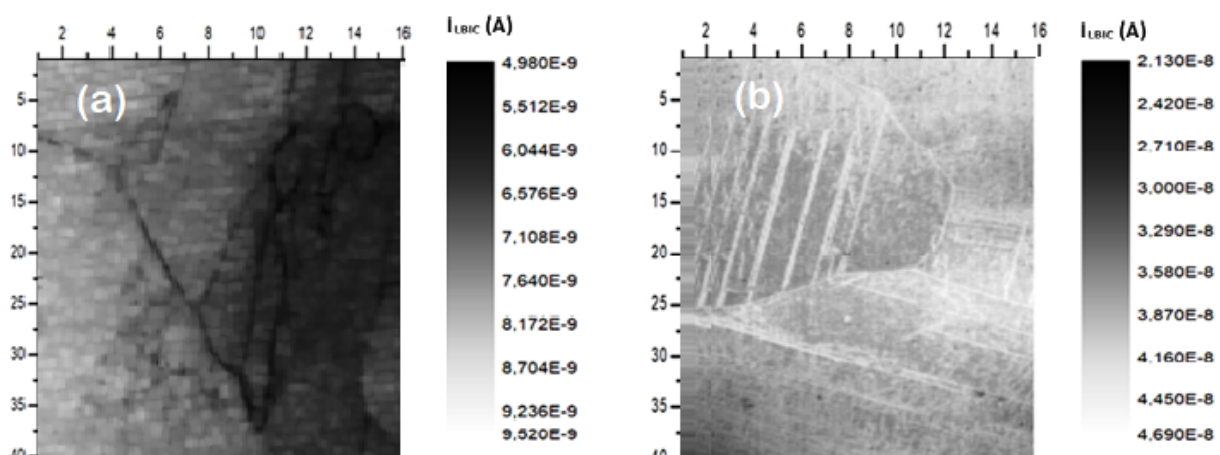 2 4 6 8 10 12 14 16
5
10
15
20
25
30
35
40
(a)
iLBIC (Å)
4.980E-9
5,512E-9
6,044E-9
6,576E-9
7,108E-9
7,640E-9
8,172E-9
8,704E-9
9,236E-9
9,520E-9
2 4 6 8 10 12 14 16
5
10
15
20
25
30
35
40
(b)
iLBIC (Å)
2.130E-8
2,420E-8
2.710E-8
3.000E-8
3.290E-8
3,580E-8
3.870E-8
4.160E-8
4,450E-8
4.690E-8